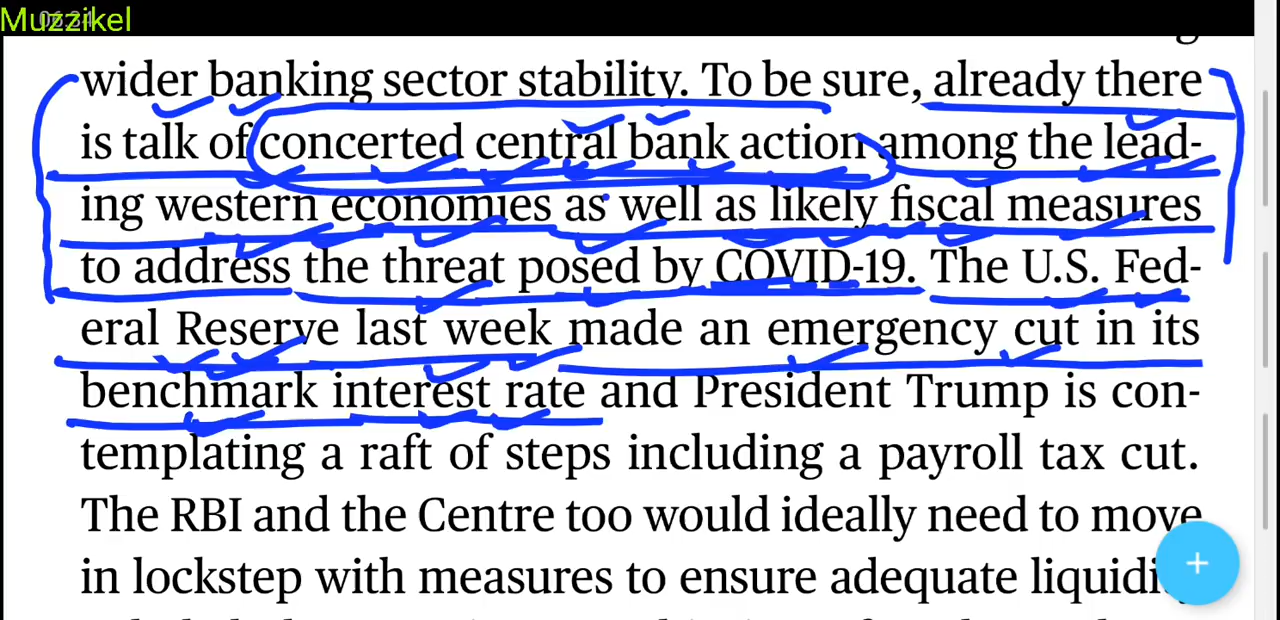 Muzzikel
wider banking sector stability. To be sure, already there
is talk of concerted central bank action among the lead-
ing western economies as well as likely fiscal measures
to address the threat posed by COVID-19. The U.S. Fed-
eral Reserve last week made an emergency cut in its
benchmark interest rate and President Trump is con-
templating a raft of steps including a payroll tax cut.
The RBI and the Centre too would ideally need to move
in lockstep with measures to ensure adequate